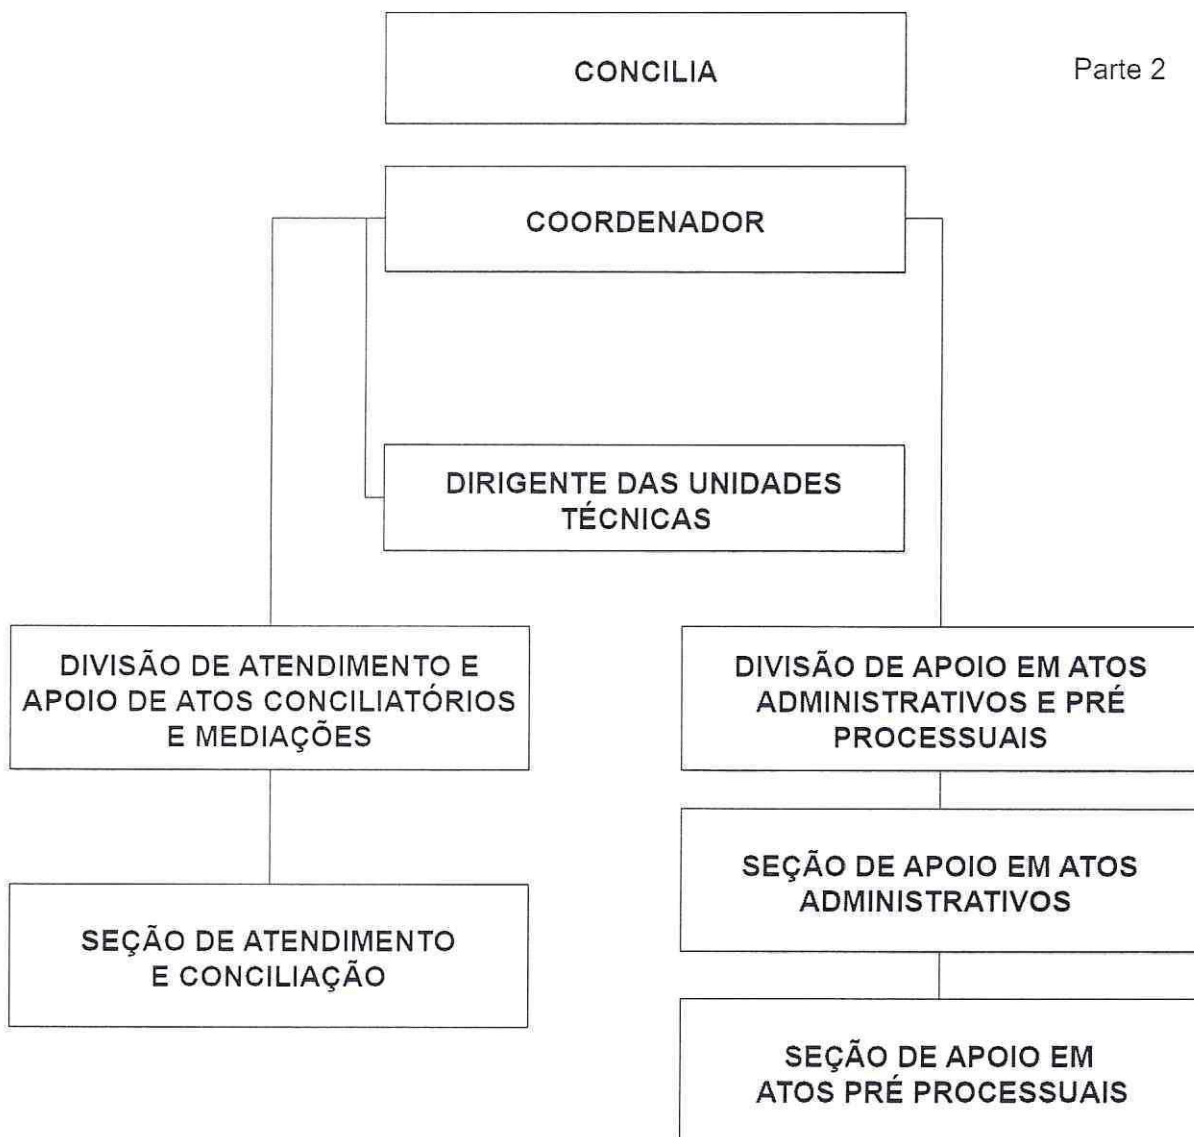 CONCILIA
Parte 2
COORDENADOR
DIRIGENTE DAS UNIDADES
TÉCNICAS
DIVISÃO DE ATENDIMENTO E
APOIO DE ATOS CONCILIATÓRIOS
E MEDIAÇÕES
DIVISÃO DE APOIO EM ATOS
ADMINISTRATIVOS E PRÉ
PROCESSUAIS
SEÇÃO DE APOIO EM ATOS
ADMINISTRATIVOS
SEÇÃO DE ATENDIMENTO
E CONCILIAÇÃO
SEÇÃO DE APOIO EM
ATOS PRÉ PROCESSUAIS